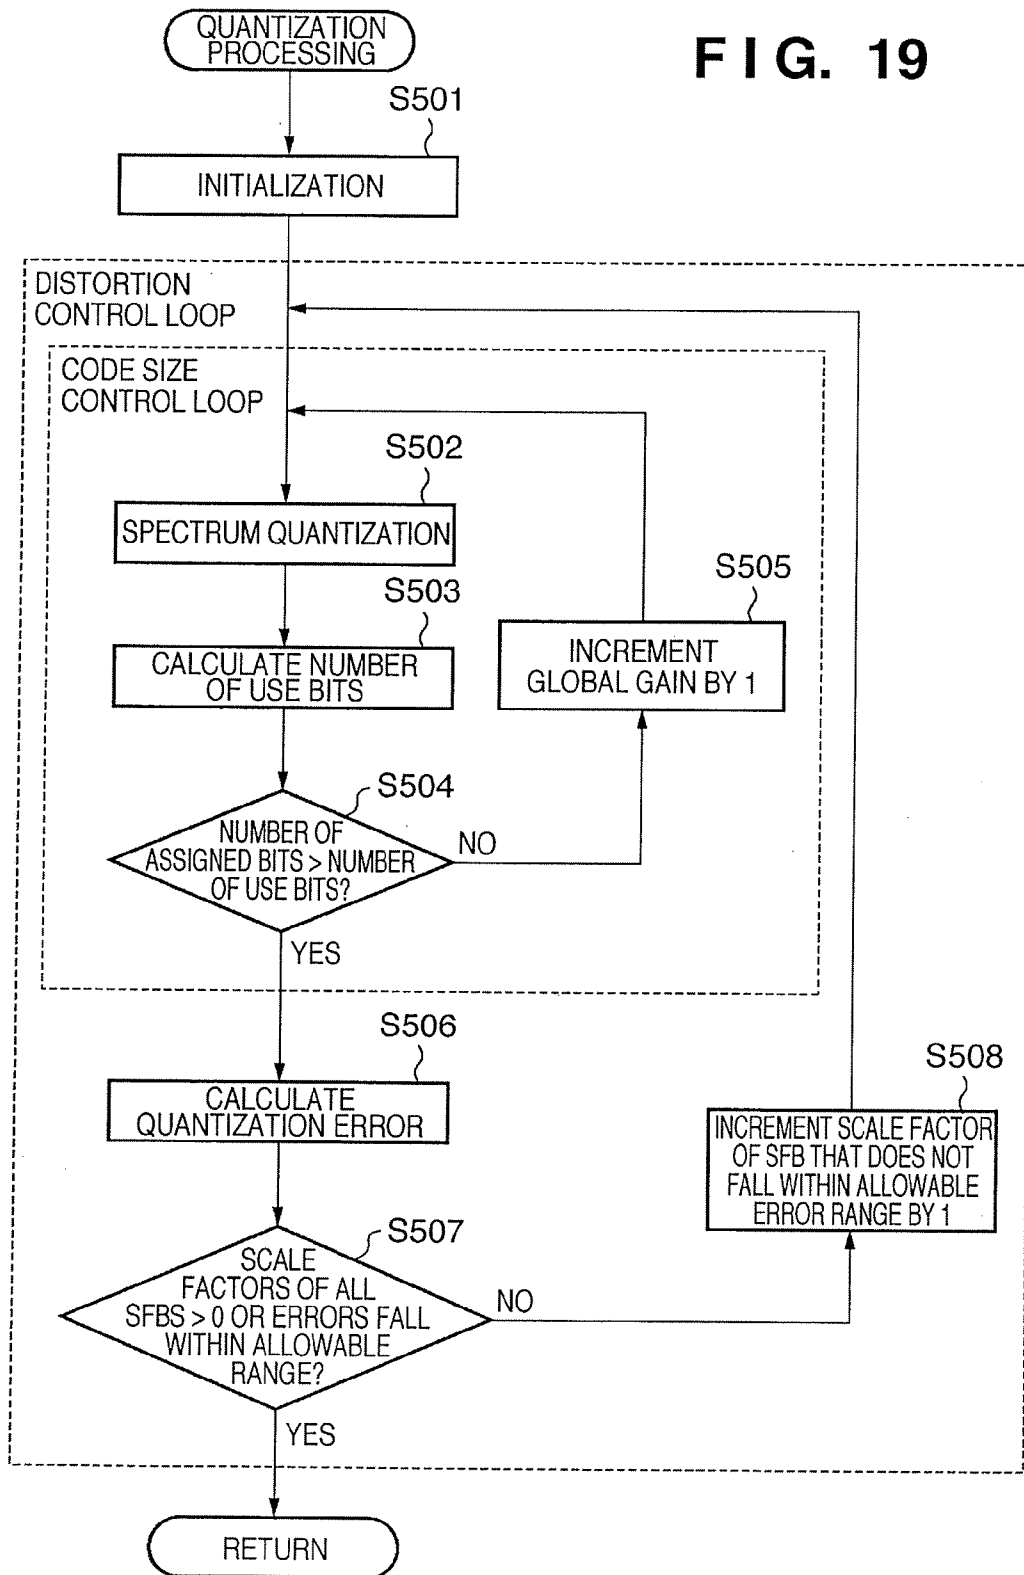 QUANTIZATION
PROCESSING
FIG. 19
S501
INITIALIZATION
DISTORTION
CONTROL LOOP
CODE SIZE
CONTROL LOOP
S502
SPECTRUM QUANTIZATION
S503
CALCULATE NUMBER
OF USE BITS
S505
INCREMENT
GLOBAL GAIN BY 1
S504
NUMBER OF
ASSIGNED BITS > NUMBER
OF USE BITS?
NO
YES
S506
CALCULATE
QUANTIZATION ERROR
S508
INCREMENT SCALE FACTOR
OF SFB THAT DOES NOT
FALL WITHIN ALLOWABLE
ERROR RANGE BY 1
S507
SCALE
FACTORS OF ALL
SFBS > 0 OR ERRORS FALL
WITHIN ALLOWABLE
RANGE?
NO
YES
RETURN